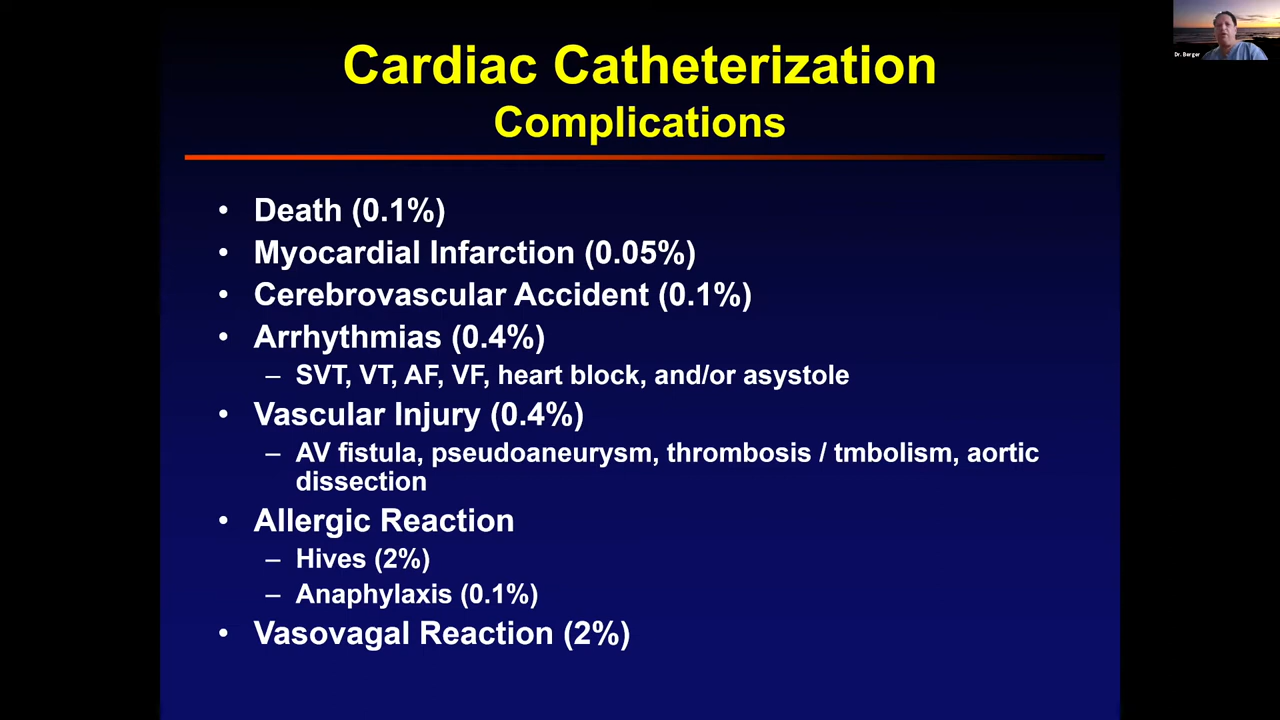 Cardiac Catheterization
Complications
Dr. Berger
• Death (0.1%)
• Myocardial Infarction (0.05%)
• Cerebrovascular Accident (0.1%)
• Arrhythmias (0.4%)
– SVT, VT, AF, VF, heart block, and/or asystole
• Vascular Injury (0.4%)
– AV fistula, pseudoaneurysm, thrombosis / tmbolism, aortic
dissection
• Allergic Reaction
– Hives (2%)
– Anaphylaxis (0.1%)
• Vasovagal Reaction (2%)